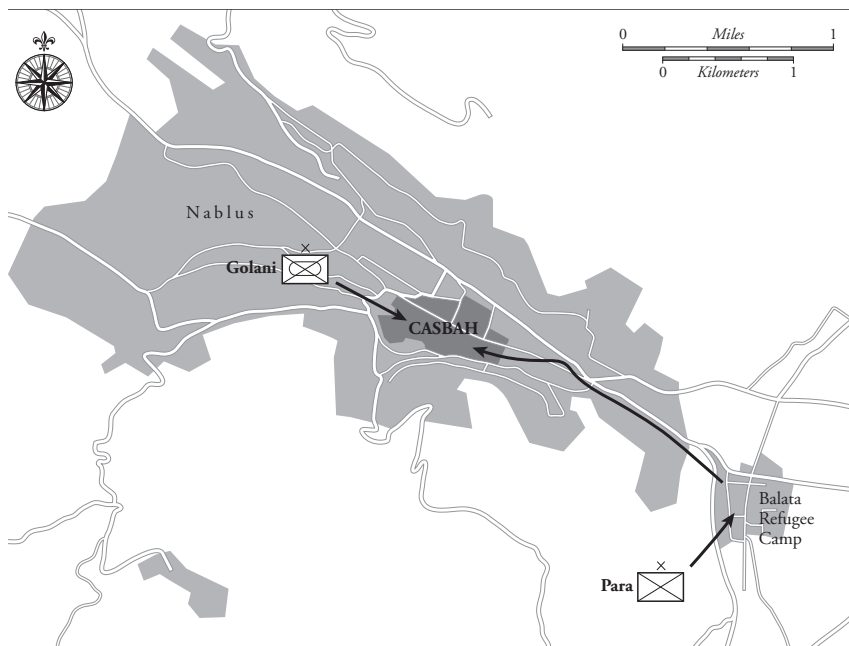 0 Miles 1
0 Kilometers 1
Nablus
Golani
CASBAH
Balata
Refugee
Camp
Para